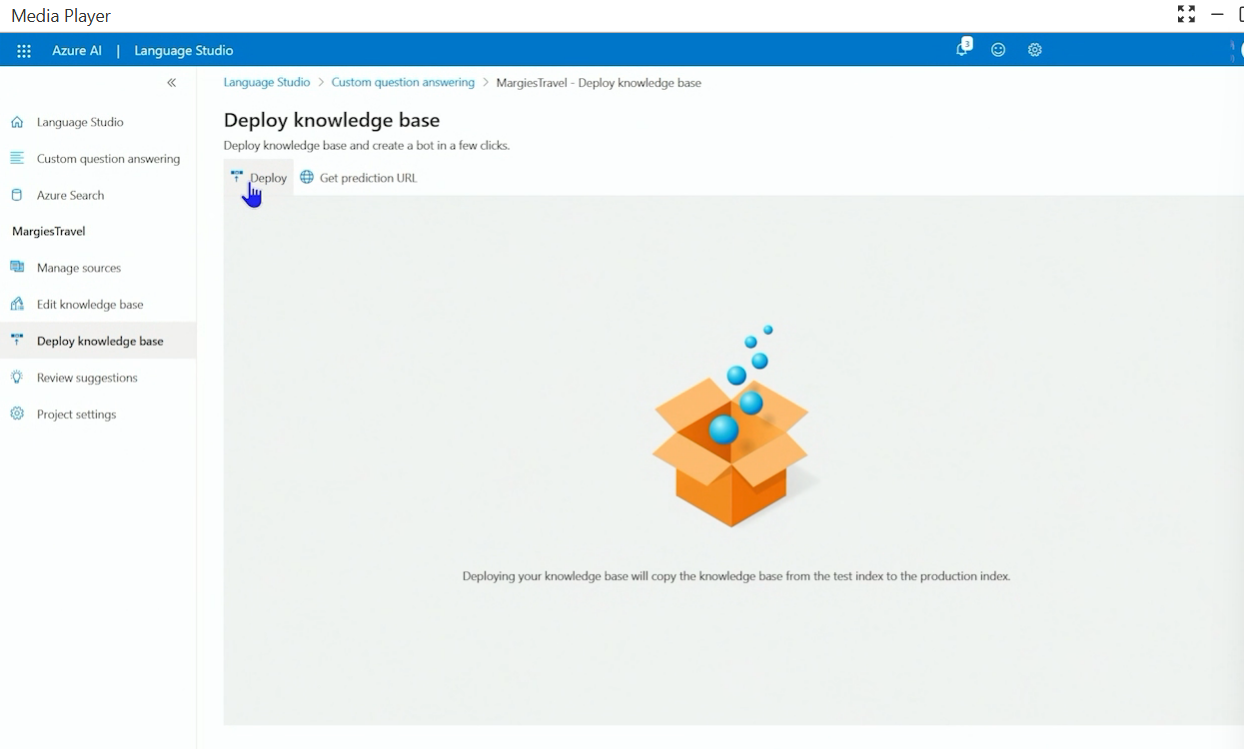 Media Player
Azure AI | Language Studio
3
Language Studio > Custom question answering > MargiesTravel - Deploy knowledge base
Language Studio
Custom question answering
Azure Search
MargiesTravel
Manage sources
Edit knowledge base
Deploy knowledge base
Review suggestions
Project settings
Deploy knowledge base
Deploy knowledge base and create a bot in a few clicks.
Deploy Get prediction URL
Deploying your knowledge base will copy the knowledge base from the test index to the production index.